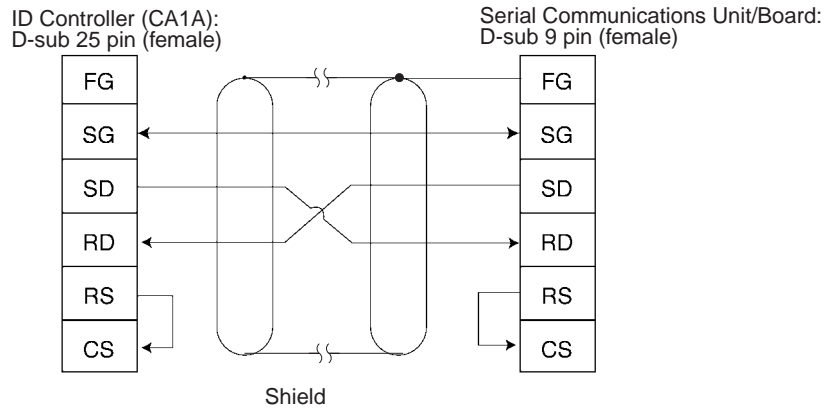 ID Controller (CA1A):
D-sub 25 pin (female)
Serial Communications Unit/Board:
D-sub 9 pin (female)
FG
FG
SG
SG
SD
SD
RD
RD
RS
RS
CS
CS
Shield